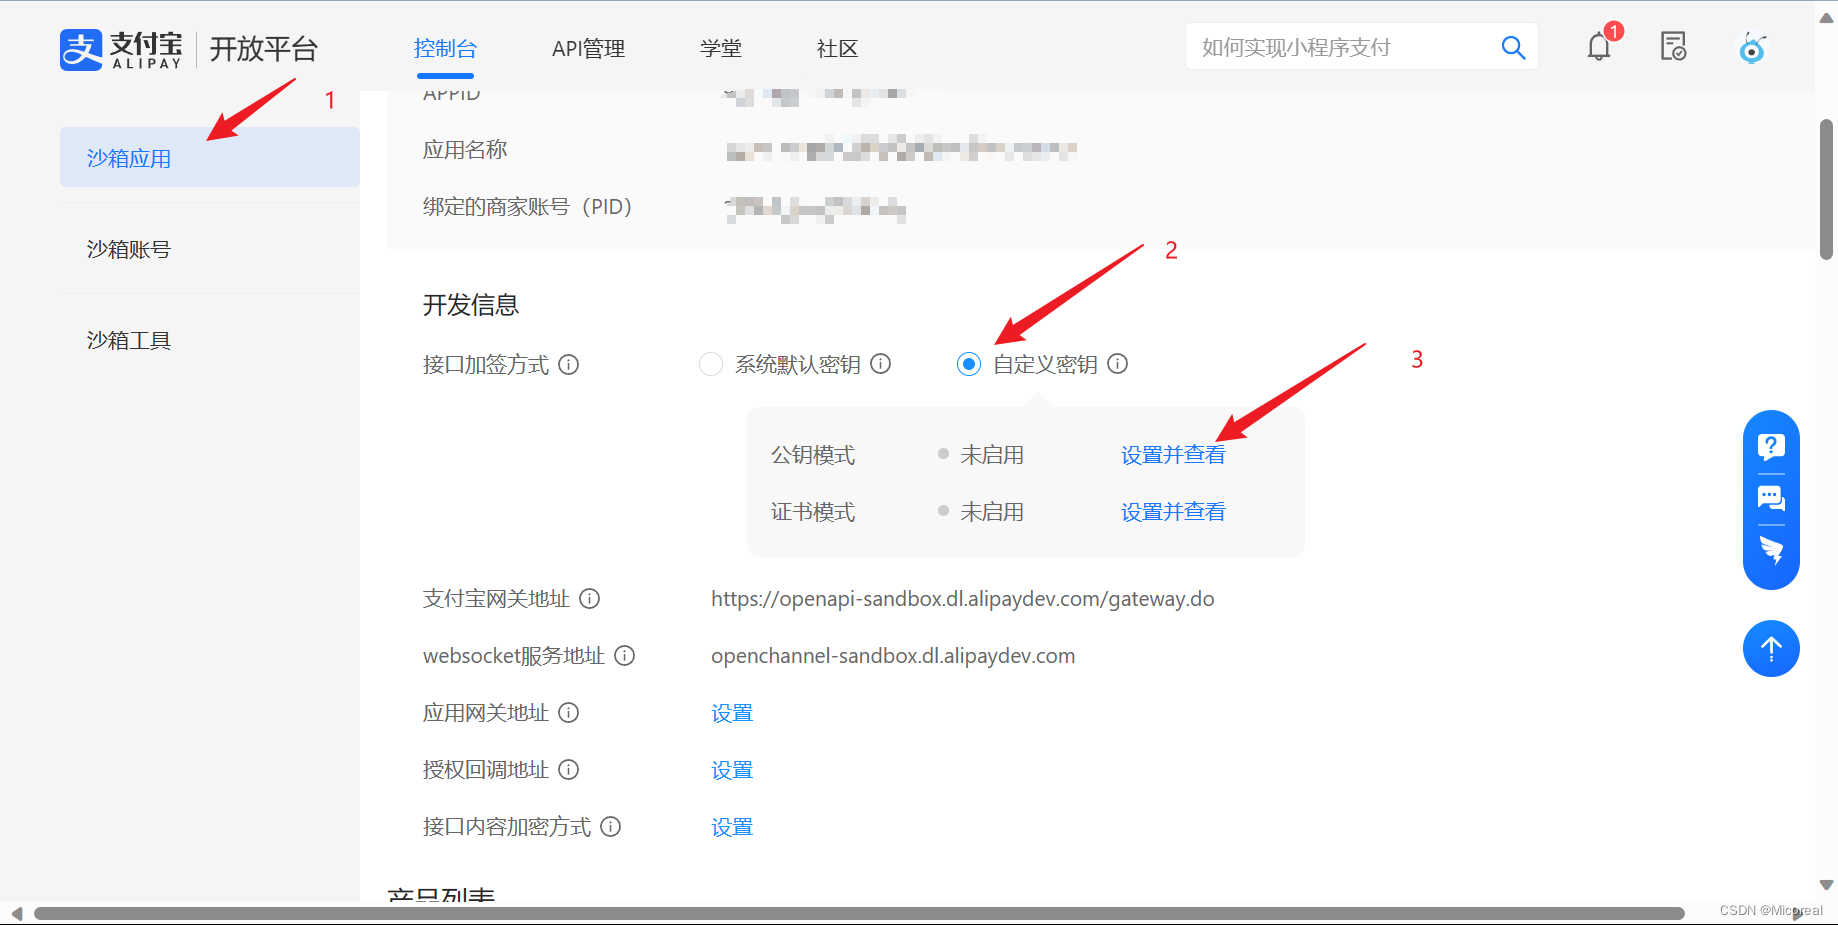 支付宝 ALIPAY 开放平台 控制台 API管理 学堂 社区 如何实现小程序支付 1
1
APPID
沙箱应用
应用名称
绑定的商家账号（PID）
沙箱账号
2
开发信息
沙箱工具
接口加签方式 系统默认密钥 自定义密钥
3
公钥模式 未启用 设置并查看
证书模式 未启用 设置并查看
支付宝网关地址 https://openapi-sandbox.dl.alipaydev.com/gateway.do
websocket服务地址 openchannel-sandbox.dl.alipaydev.com
应用网关地址 设置
授权回调地址 设置
接口内容加密方式 设置
产品列表
CSDN @Micoreal